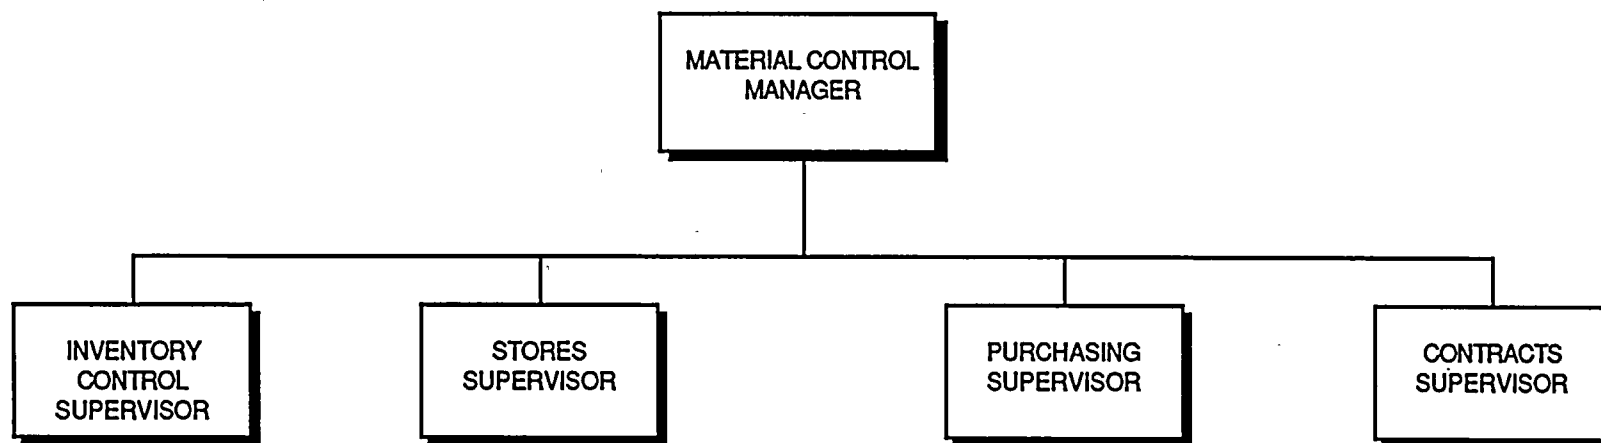 MATERIAL CONTROL
MANAGER
INVENTORY
CONTROL
SUPERVISOR
STORES
SUPERVISOR
PURCHASING
SUPERVISOR
CONTRACTS
SUPERVISOR